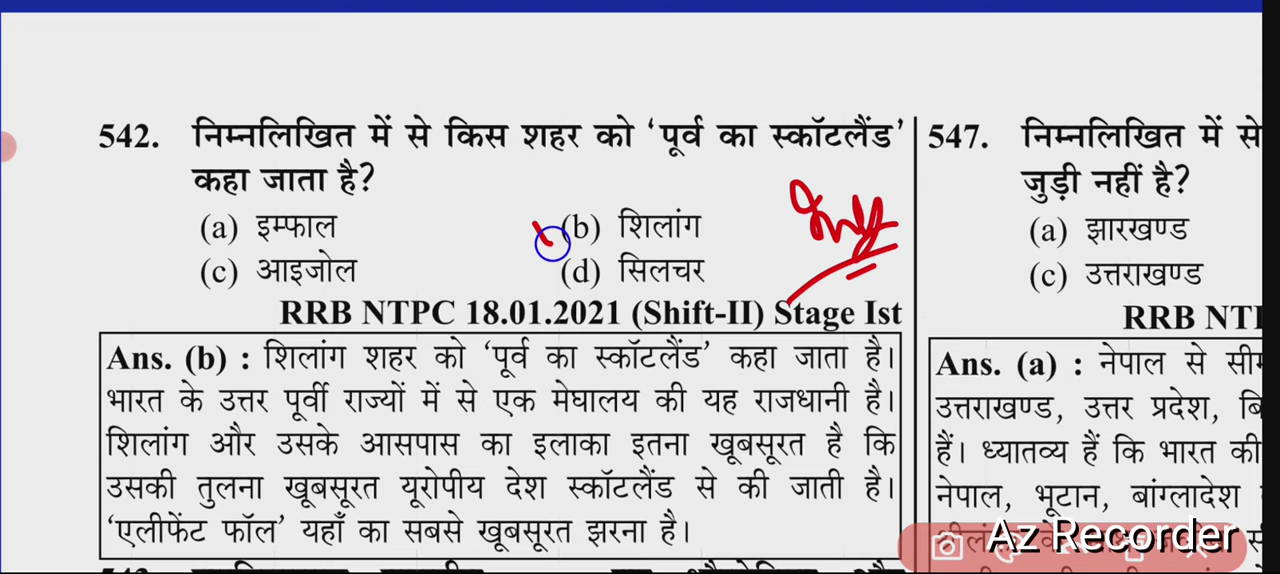 542. निम्नलिखित में से किस शहर को 'पूर्व का स्कॉटलैंड'
कहा जाता है?
(a) इम्फाल (b) शिलांग
(c) आइजोल (d) सिलचर
RRB NTPC 18.01.2021 (Shift-II) Stage Ist
Ans. (b) : शिलांग शहर को 'पूर्व का स्कॉटलैंड' कहा जाता है।
भारत के उत्तर पूर्वी राज्यों में से एक मेघालय की यह राजधानी है।
शिलांग और उसके आसपास का इलाका इतना खूबसूरत है कि
उसकी तुलना खूबसूरत यूरोपीय देश स्कॉटलैंड से की जाती है।
'एलीफेंट फॉल' यहाँ का सबसे खूबसूरत झरना है।
547. निम्नलिखित में से
जुड़ी नहीं है?
(a) झारखण्ड
(c) उत्तराखण्ड
RRB NT
Ans. (a) : नेपाल से
उत्तराखण्ड, उत्तर प्रदेश,
हैं। ध्यातव्य हैं कि भारत की
नेपाल, भूटान, बांग्लादेश
Az Recorder